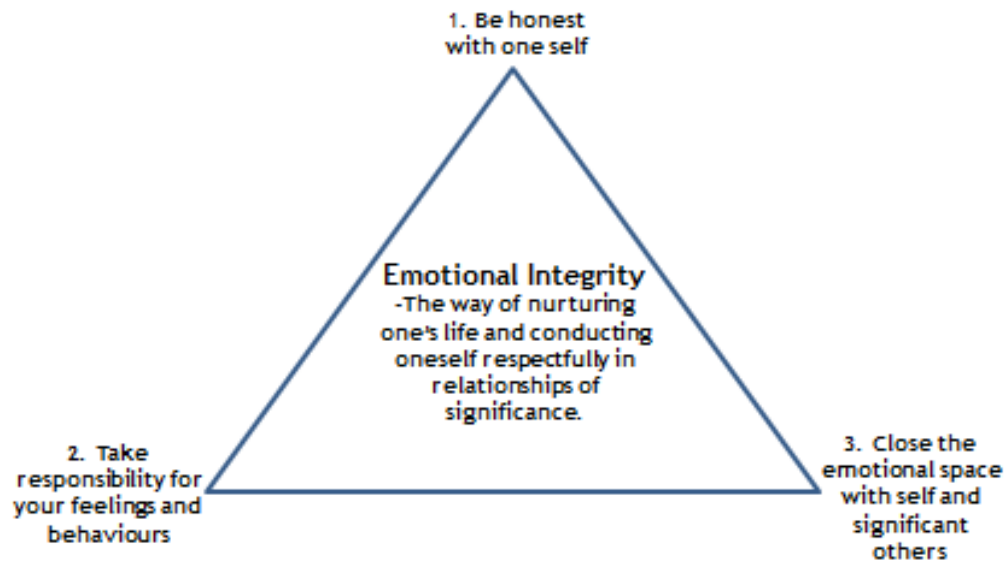 1. Be honest
with one self
Emotional Integrity
-The way of nurturing
one's life and conducting
oneself respectfully in
relationships of
significance.
2. Take
responsibility for
your feelings and
behaviours
3. Close the
emotional space
with self and
significant
others